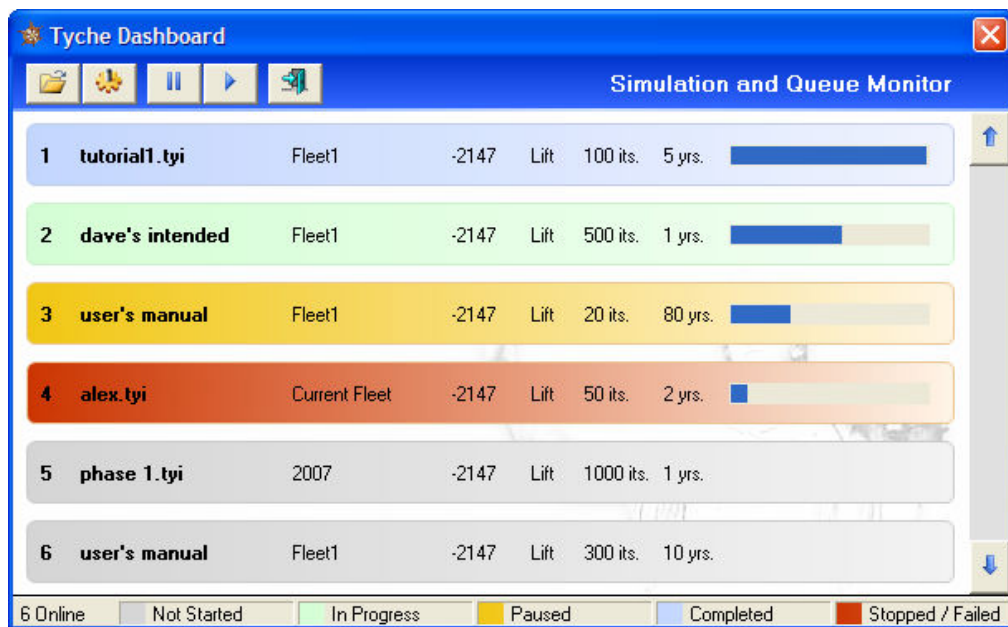 Tyche Dashboard
Simulation and Queue Monitor
1 tutorial1.tyi Fleet1 -2147 Lift 100 its. 5 yrs.
2 dave's intended Fleet1 -2147 Lift 500 its. 1 yrs.
3 user's manual Fleet1 -2147 Lift 20 its. 80 yrs.
4 alex.tyi Current Fleet -2147 Lift 50 its. 2 yrs.
5 phase 1.tyi 2007 -2147 Lift 1000 its. 1 yrs.
6 user's manual Fleet1 -2147 Lift 300 its. 10 yrs.
6 Online Not Started In Progress Paused Completed Stopped / Failed